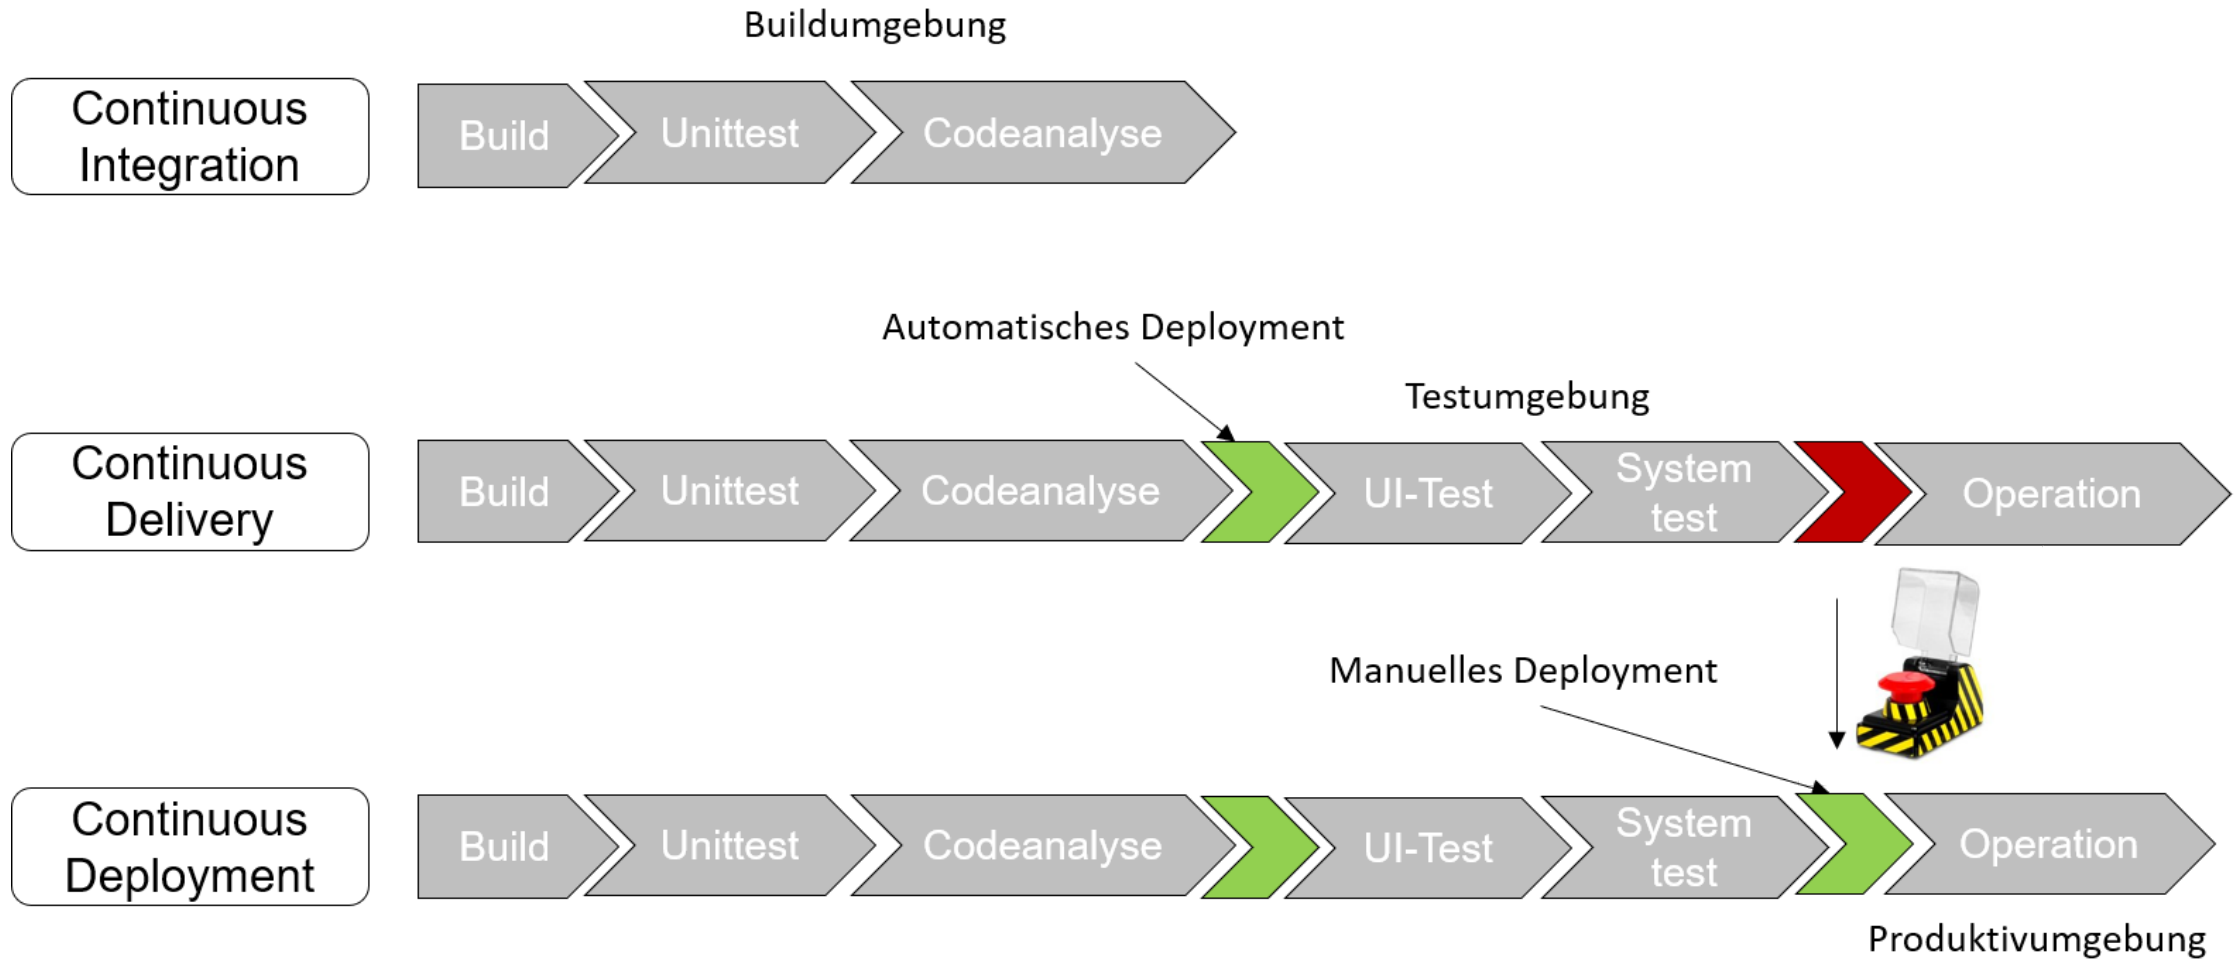 Buildumgebung
Continuous
Integration
Build
Unittest
Codeanalyse
Automatisches Deployment
Testumgebung
Continuous
Delivery
Build
Unittest
Codeanalyse
UI-Test
System
test
Operation
Manuelles Deployment
Continuous
Deployment
Build
Unittest
Codeanalyse
UI-Test
System
test
Operation
Produktivumgebung